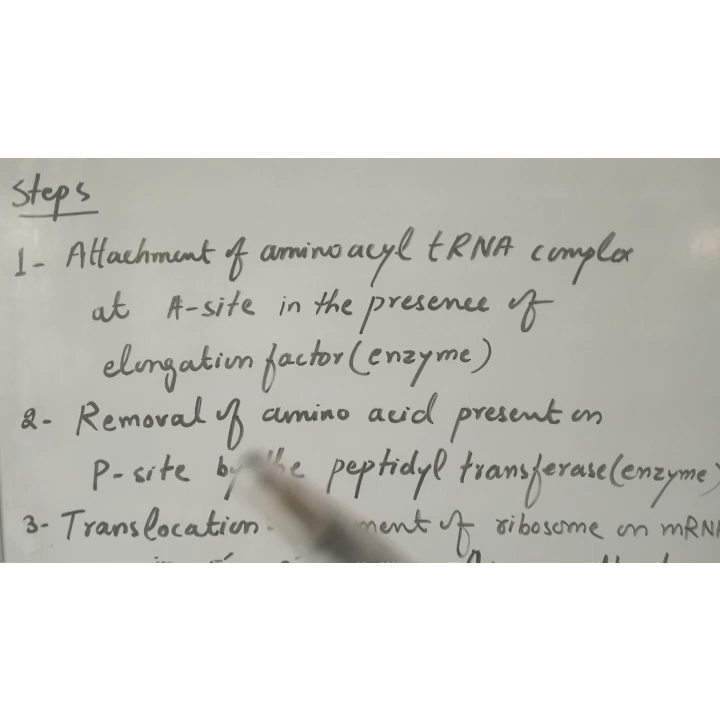 Steps
1- Attachment of aminoacyl tRNA complex
at A-site in the presence of
elongation factor (enzyme)
2- Removal of amino acid present on
P-site by the peptidyl transferase (enzyme)
3- Translocation- ment of ribosome on mRNA